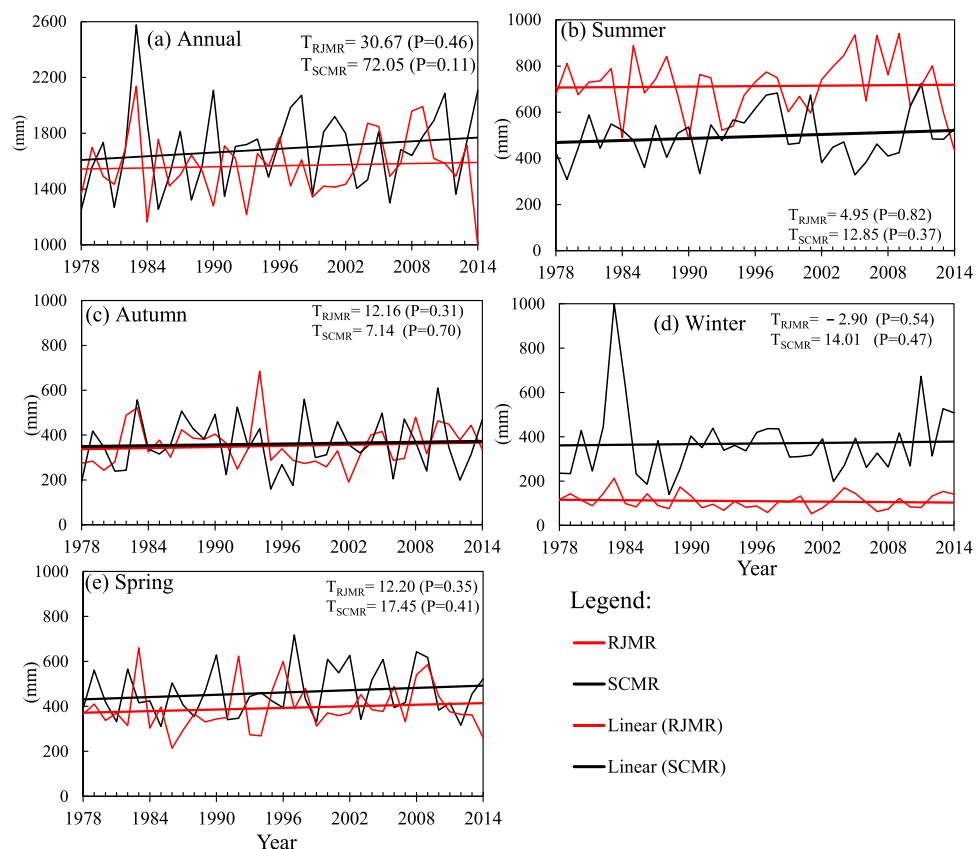 (a) Annual
T_RJMR= 30.67 (P=0.46)
T_SCMR= 72.05 (P=0.11)
2600
2200
1800
1400
1000
(mm)
1978 1984 1990 1996 2002 2008 2014
(b) Summer
1000
800
600
400
200
0
(mm)
T_RJMR= 4.95 (P=0.82)
T_SCMR= 12.85 (P=0.37)
1978 1984 1990 1996 2002 2008 2014
(c) Autumn
T_RJMR= 12.16 (P=0.31)
T_SCMR= 7.14 (P=0.70)
1000
800
600
400
200
0
(mm)
1978 1984 1990 1996 2002 2008 2014
(d) Winter
T_RJMR= −2.90 (P=0.54)
T_SCMR= 14.01 (P=0.47)
1000
800
600
400
200
0
(mm)
1978 1984 1990 1996 2002 2008 2014
Year
(e) Spring
T_RJMR= 12.20 (P=0.35)
T_SCMR= 17.45 (P=0.41)
1000
800
600
400
200
0
(mm)
1978 1984 1990 1996 2002 2008 2014
Year
Legend:
RJMR
SCMR
Linear (RJMR)
Linear (SCMR)